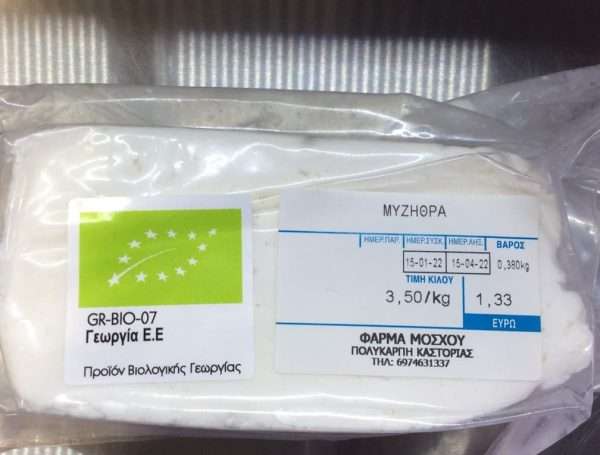 GR-BIO-07
Γεωργία Ε.Ε
Προϊόν Βιολογικής Γεωργίας
ΜΥΖΗΘΡΑ
ΗΜΕΡ.ΠΑΡ. ΗΜΕΡ.ΣΥΣΚ. ΗΜΕΡ.ΛΗΞ. ΒΑΡΟΣ
15-01-22 15-04-22 0,380kg
ΤΙΜΗ ΚΙΛΟΥ
3,50/kg 1,33
ΕΥΡΩ
ΦΑΡΜΑ ΜΟΣΧΟΥ
ΠΟΛΥΚΑΡΠΗ ΚΑΣΤΟΡΙΑΣ
ΤΗΛ: 6974631337